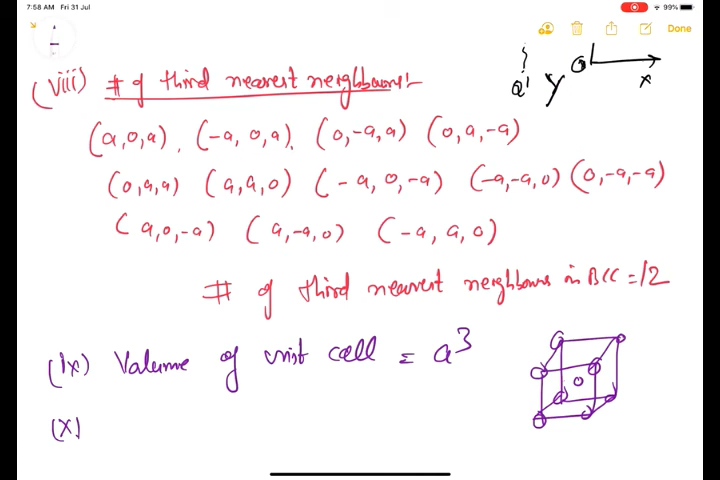 7:58 AM Fri 31 Jul
99%
Done
(viii) # of third nearest neighbours:-
a' y x
(a,0,a), (-a, 0, a), (0,-a,a) (0,a,-a)
(0,a,a) (a,a,0) (-a,0,-a) (-a,-a,0) (0,-a,-a)
(a,0,-a) (a,-a,0) (-a, a, 0)
# of third nearest neighbours in BCC = 12
(ix) Volume of unit cell = a³
(x)